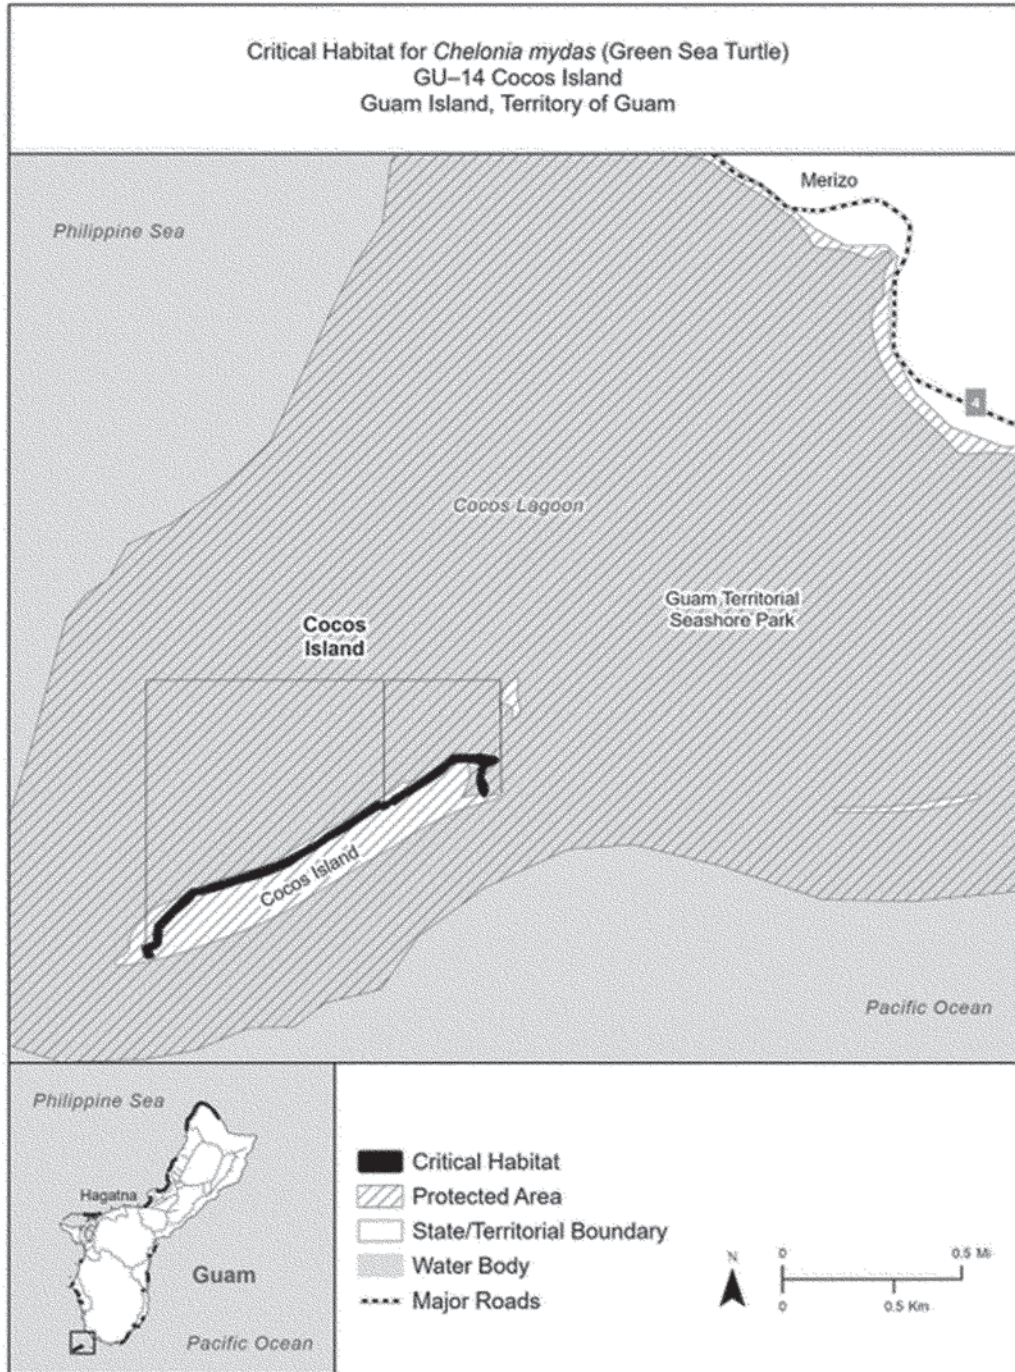 Critical Habitat for Chelonia mydas (Green Sea Turtle)
GU–14 Cocos Island
Guam Island, Territory of Guam
Merizo
Philippine Sea
4
Cocos Lagoon
Guam Territorial
Seashore Park
Cocos
Island
Cocos Island
Pacific Ocean
Philippine Sea
Hagatna
Guam
Pacific Ocean
Critical Habitat
Protected Area
State/Territorial Boundary
Water Body
Major Roads
N
0 0.5 Mi
0 0.5 Km